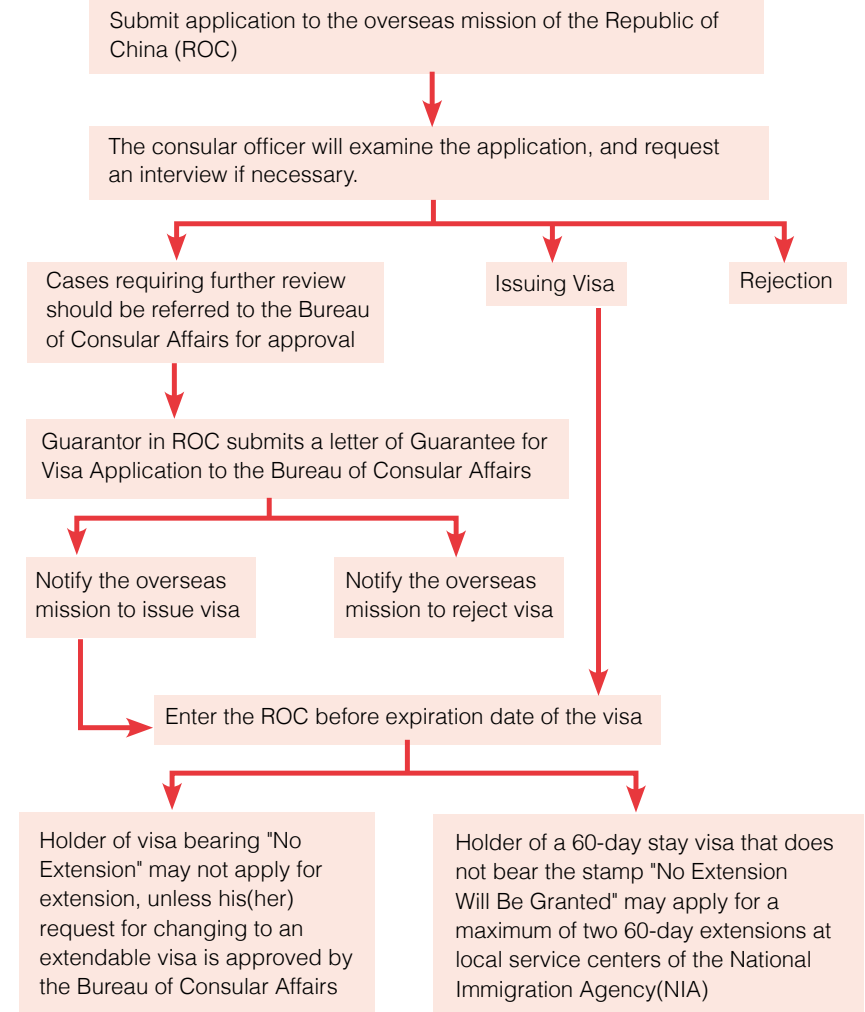 Submit application to the overseas mission of the Republic of
China (ROC)
The consular officer will examine the application, and request
an interview if necessary.
Cases requiring further review
should be referred to the Bureau
of Consular Affairs for approval
Issuing Visa
Rejection
Guarantor in ROC submits a letter of Guarantee for
Visa Application to the Bureau of Consular Affairs
Notify the overseas
mission to issue visa
Notify the overseas
mission to reject visa
Enter the ROC before expiration date of the visa
Holder of visa bearing "No
Extension" may not apply for
extension, unless his(her)
request for changing to an
extendable visa is approved by
the Bureau of Consular Affairs
Holder of a 60-day stay visa that does
not bear the stamp "No Extension
Will Be Granted" may apply for a
maximum of two 60-day extensions at
local service centers of the National
Immigration Agency(NIA)